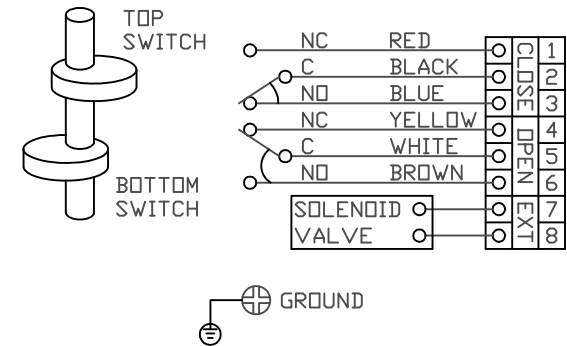 TOP
SWITCH
NC RED 1
C BLACK 2
NO BLUE 3
CLOSE
NC YELLOW 4
C WHITE 5
NO BROWN 6
OPEN
BOTTOM
SWITCH
SOLENOID 7
VALVE 8
EXT
GROUND